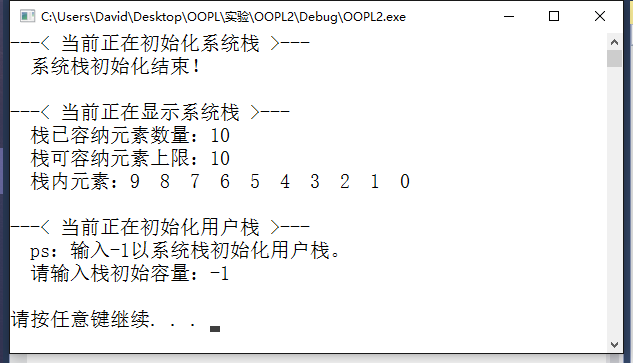 C:\Users\David\Desktop\OOPL\实验\OOPL2\Debug\OOPL2.exe
---< 当前正在初始化系统栈 >---
系统栈初始化结束！
---< 当前正在显示系统栈 >---
栈已容纳元素数量：10
栈可容纳元素上限：10
栈内元素：9 8 7 6 5 4 3 2 1 0
---< 当前正在初始化用户栈 >---
ps：输入-1以系统栈初始化用户栈。
请输入栈初始容量：-1
请按任意键继续. . .